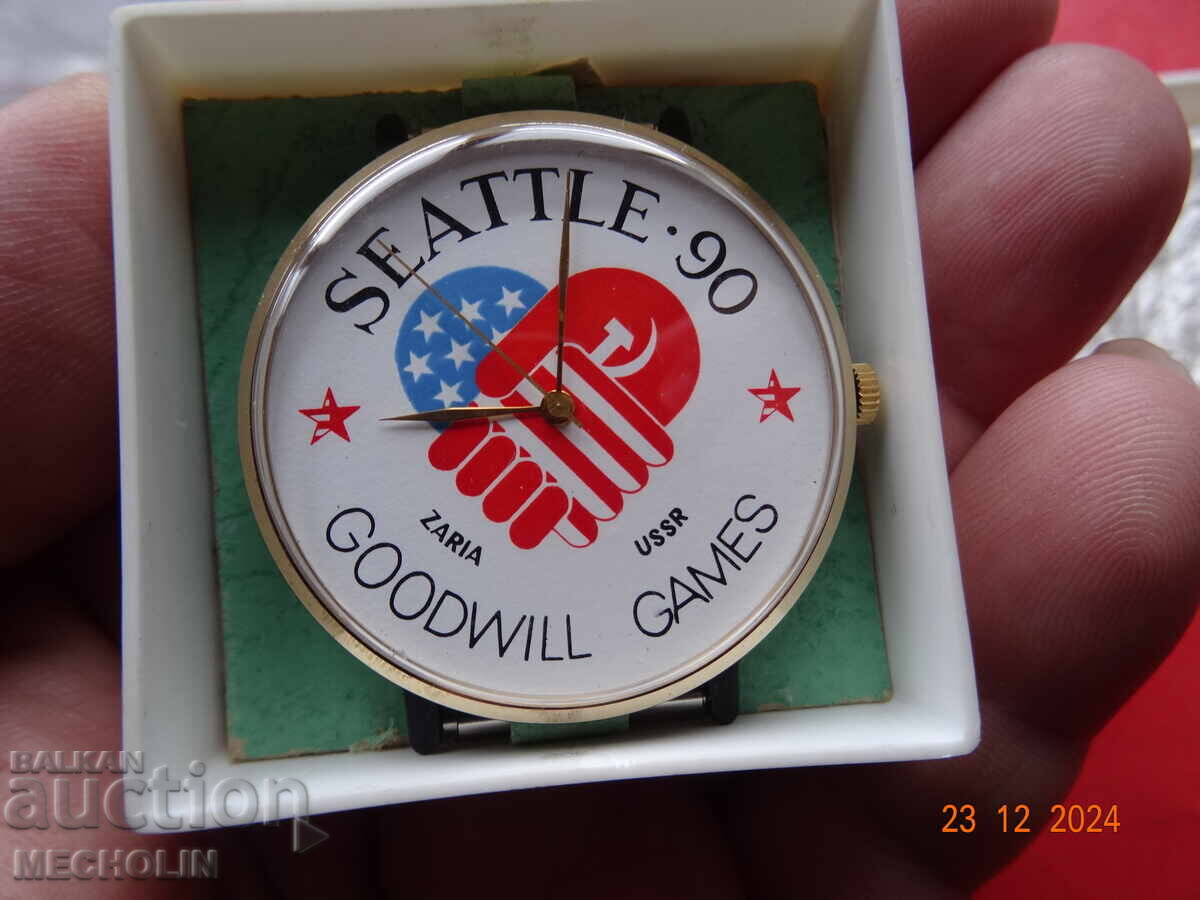 SEATTLE·90
ZARIA
USSR
GOODWILL GAMES
BALKAN
auction
MECHOLIN
23 12 2024